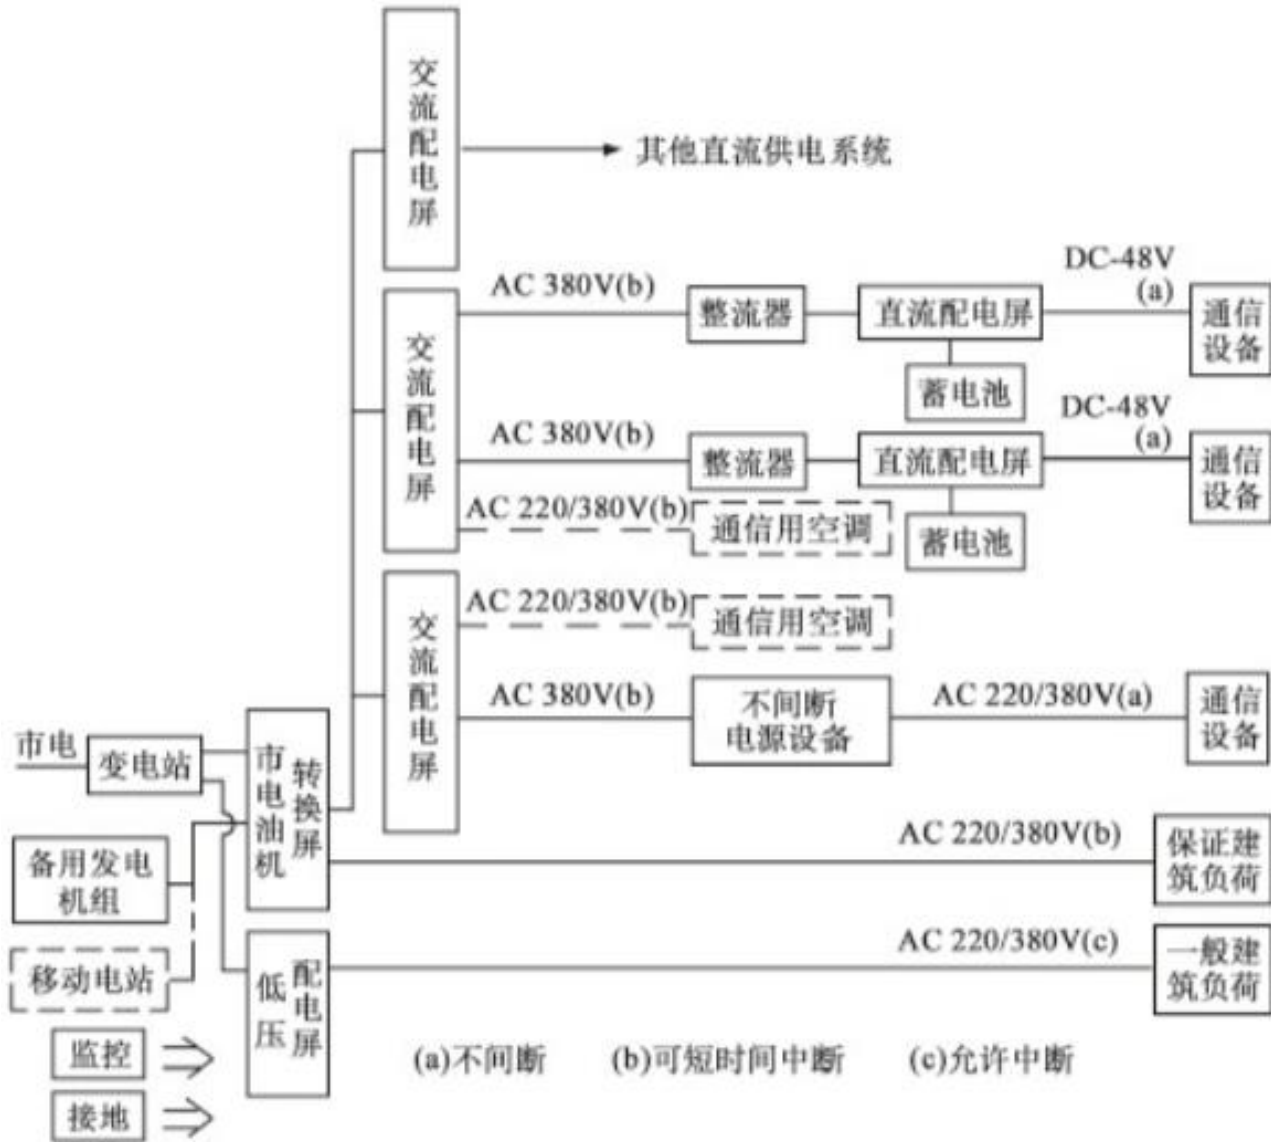 交流配电屏
其他直流供电系统
交流配电屏
AC 380V(b)
整流器
直流配电屏
DC-48V
(a)
通信
设备
蓄电池
AC 380V(b)
整流器
直流配电屏
DC-48V
(a)
通信
设备
蓄电池
AC 220/380V(b)
通信用空调
交流配电屏
AC 220/380V(b)
通信用空调
AC 380V(b)
不间断
电源设备
AC 220/380V(a)
通信
设备
市电
变电站
市电油机
转换屏
备用发电
机组
移动电站
AC 220/380V(b)
保证建
筑负荷
低压
配电屏
AC 220/380V(c)
一般建
筑负荷
监控
接地
(a)不间断
(b)可短时间中断
(c)允许中断